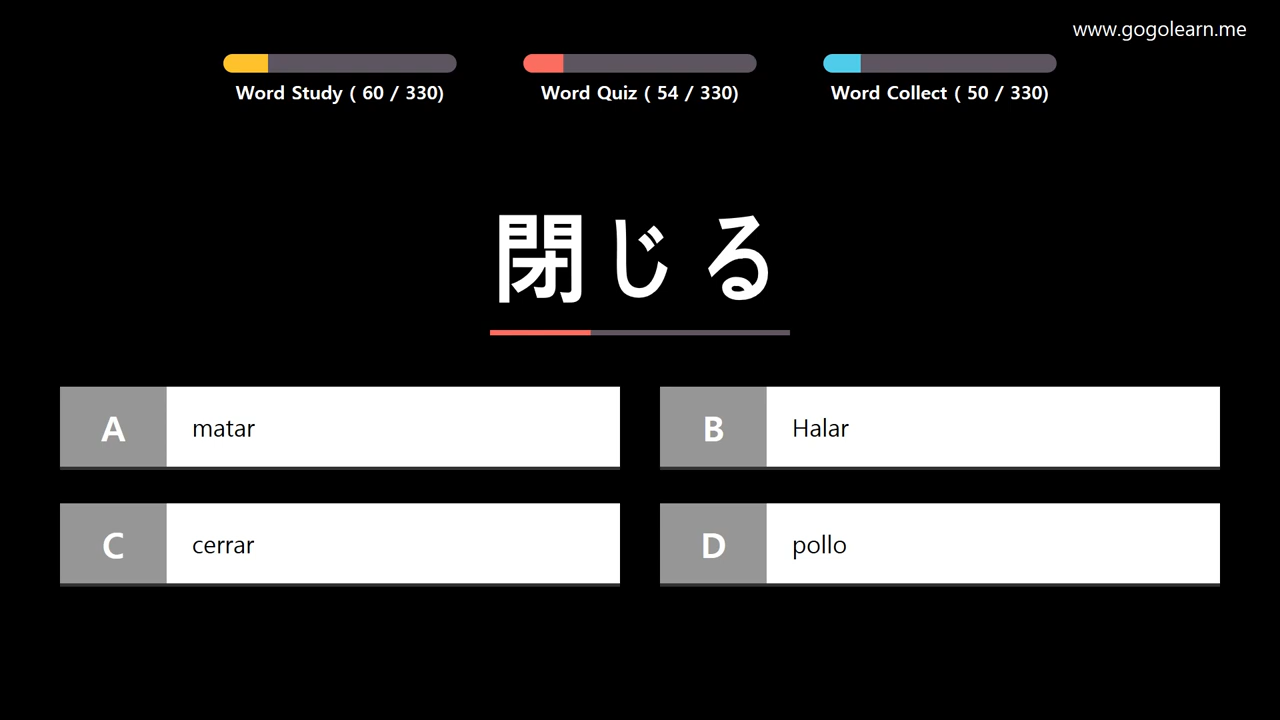 www.gogolearn.me
Word Study ( 60 / 330)
Word Quiz ( 54 / 330)
Word Collect ( 50 / 330)
閉じる
A matar
B Halar
C cerrar
D pollo